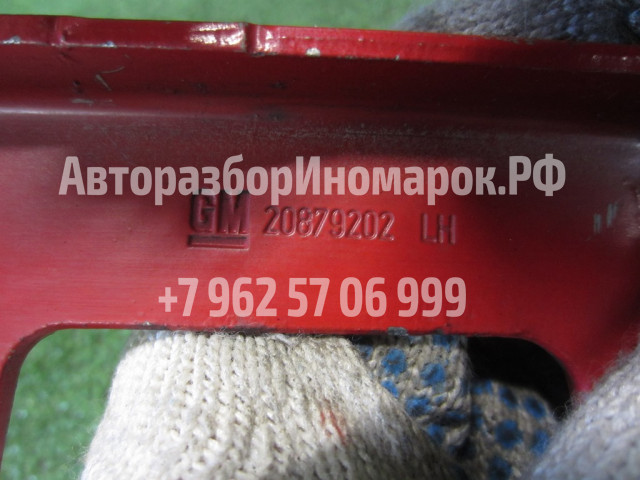 АвторазборИномарок.РФ
GM 20879202 LH
+7 962 57 06 999